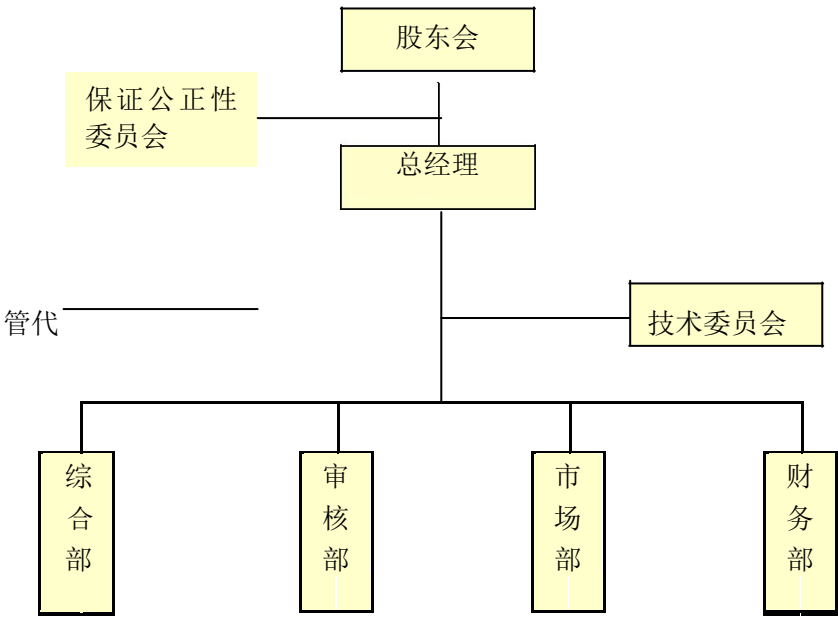 股东会
保证公正性
委员会
总经理
管代
技术委员会
综合部
审核部
市场部
财务部